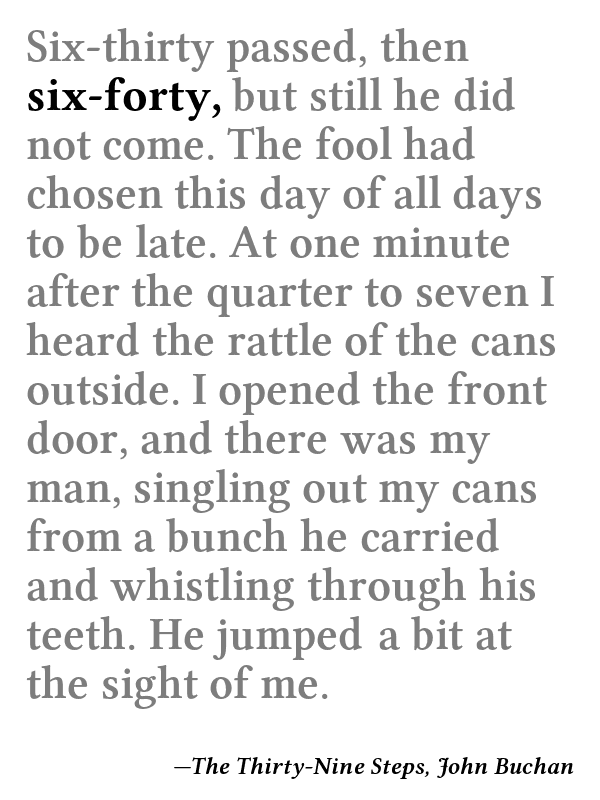 Six-thirty passed, then
six-forty, but still he did
not come. The fool had
chosen this day of all days
to be late. At one minute
after the quarter to seven I
heard the rattle of the cans
outside. I opened the front
door, and there was my
man, singling out my cans
from a bunch he carried
and whistling through his
teeth. He jumped a bit at
the sight of me.
—The Thirty-Nine Steps, John Buchan